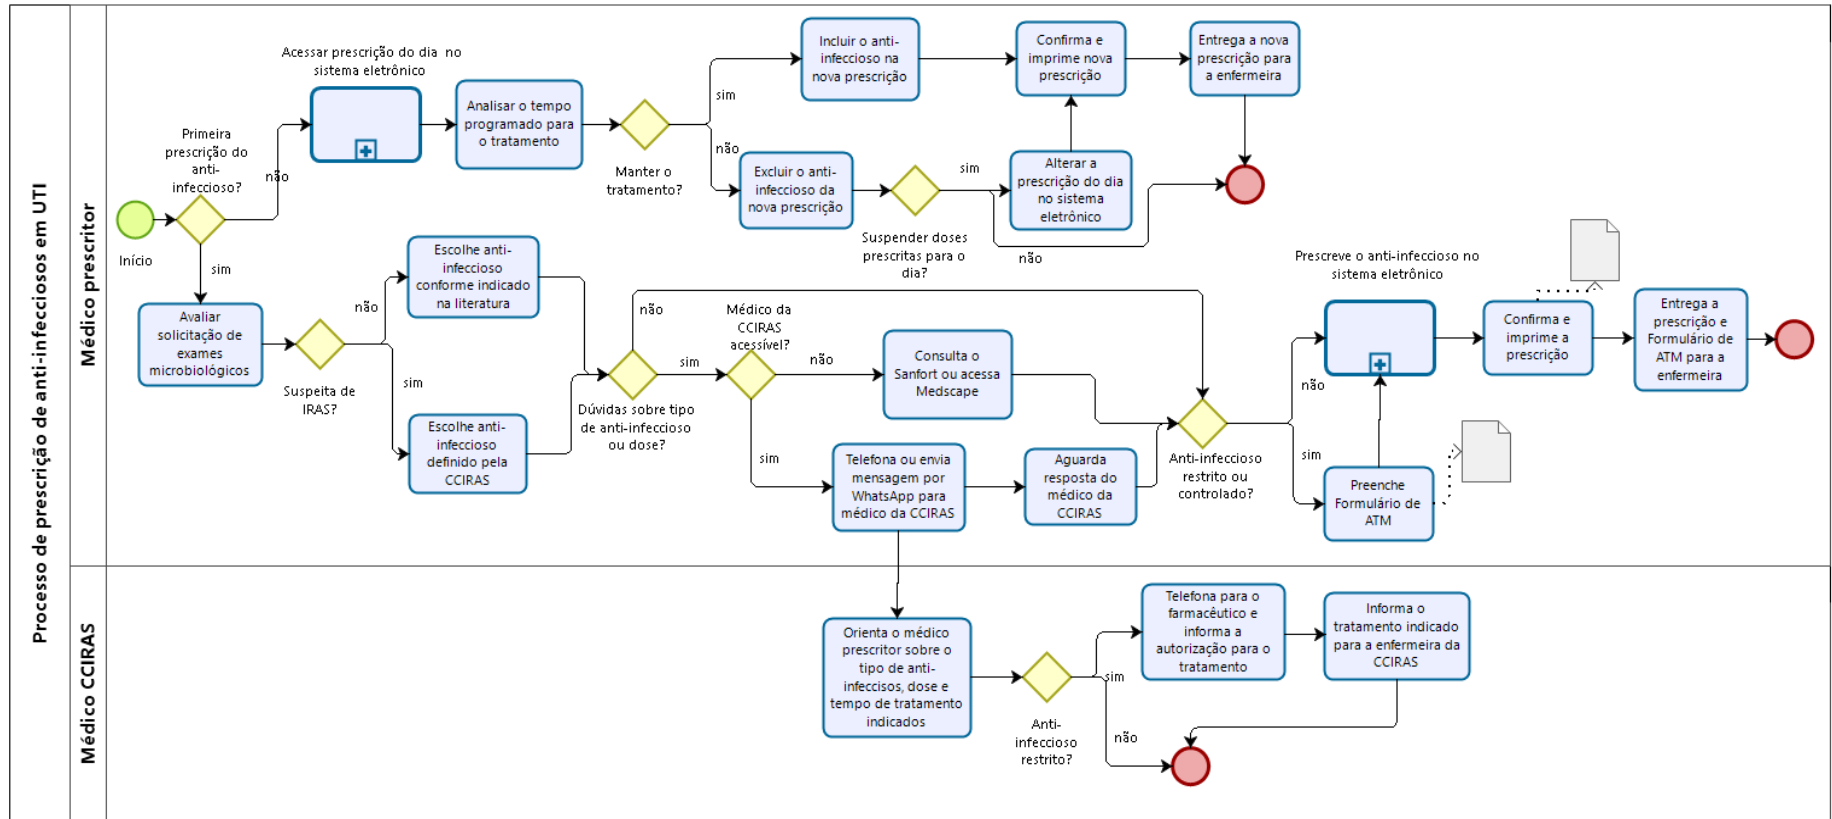 Processo de prescrição de anti-infecciosos em UTI
Médico prescritor
Médico CCIRAS
Início
Primeira
prescrição do
anti-
infeccioso?
não
sim
Acessar prescrição do dia no
sistema eletrônico
Analisar o tempo
programado para
o tratamento
Manter o
tratamento?
sim
não
Incluir o anti-
infeccioso na
nova prescrição
Confirma e
imprime nova
prescrição
Entrega a nova
prescrição para
a enfermeira
Excluir o anti-
infeccioso da
nova prescrição
Suspender doses
prescritas para o
dia?
sim
não
Alterar a
prescrição do dia
no sistema
eletrônico
Avaliar
solicitação de
exames
microbiológicos
Suspeita de
IRAS?
não
sim
Escolhe anti-
infeccioso
conforme indicado
na literatura
Escolhe anti-
infeccioso
definido pela
CCIRAS
Dúvidas sobre tipo
de anti-infeccioso
ou dose?
não
sim
Médico da
CCIRAS
acessível?
não
sim
Consulta o
Sanfort ou acessa
Medscape
Telefona ou envia
mensagem por
WhatsApp para
médico da CCIRAS
Aguarda
resposta do
médico da
CCIRAS
Anti-infeccioso
restrito ou
controlado?
não
sim
Prescreve o anti-infeccioso no
sistema eletrônico
Preenche
Formulário de
ATM
Confirma e
imprime a
prescrição
Entrega a
prescrição e
Formulário de
ATM para a
enfermeira
Orienta o médico
prescritor sobre o
tipo de anti-
infeccisos, dose e
tempo de tratamento
indicados
Anti-
infeccioso
restrito?
sim
não
Telefona para o
farmacêutico e
informa a
autorização para o
tratamento
Informa o
tratamento indicado
para a enfermeira da
CCIRAS